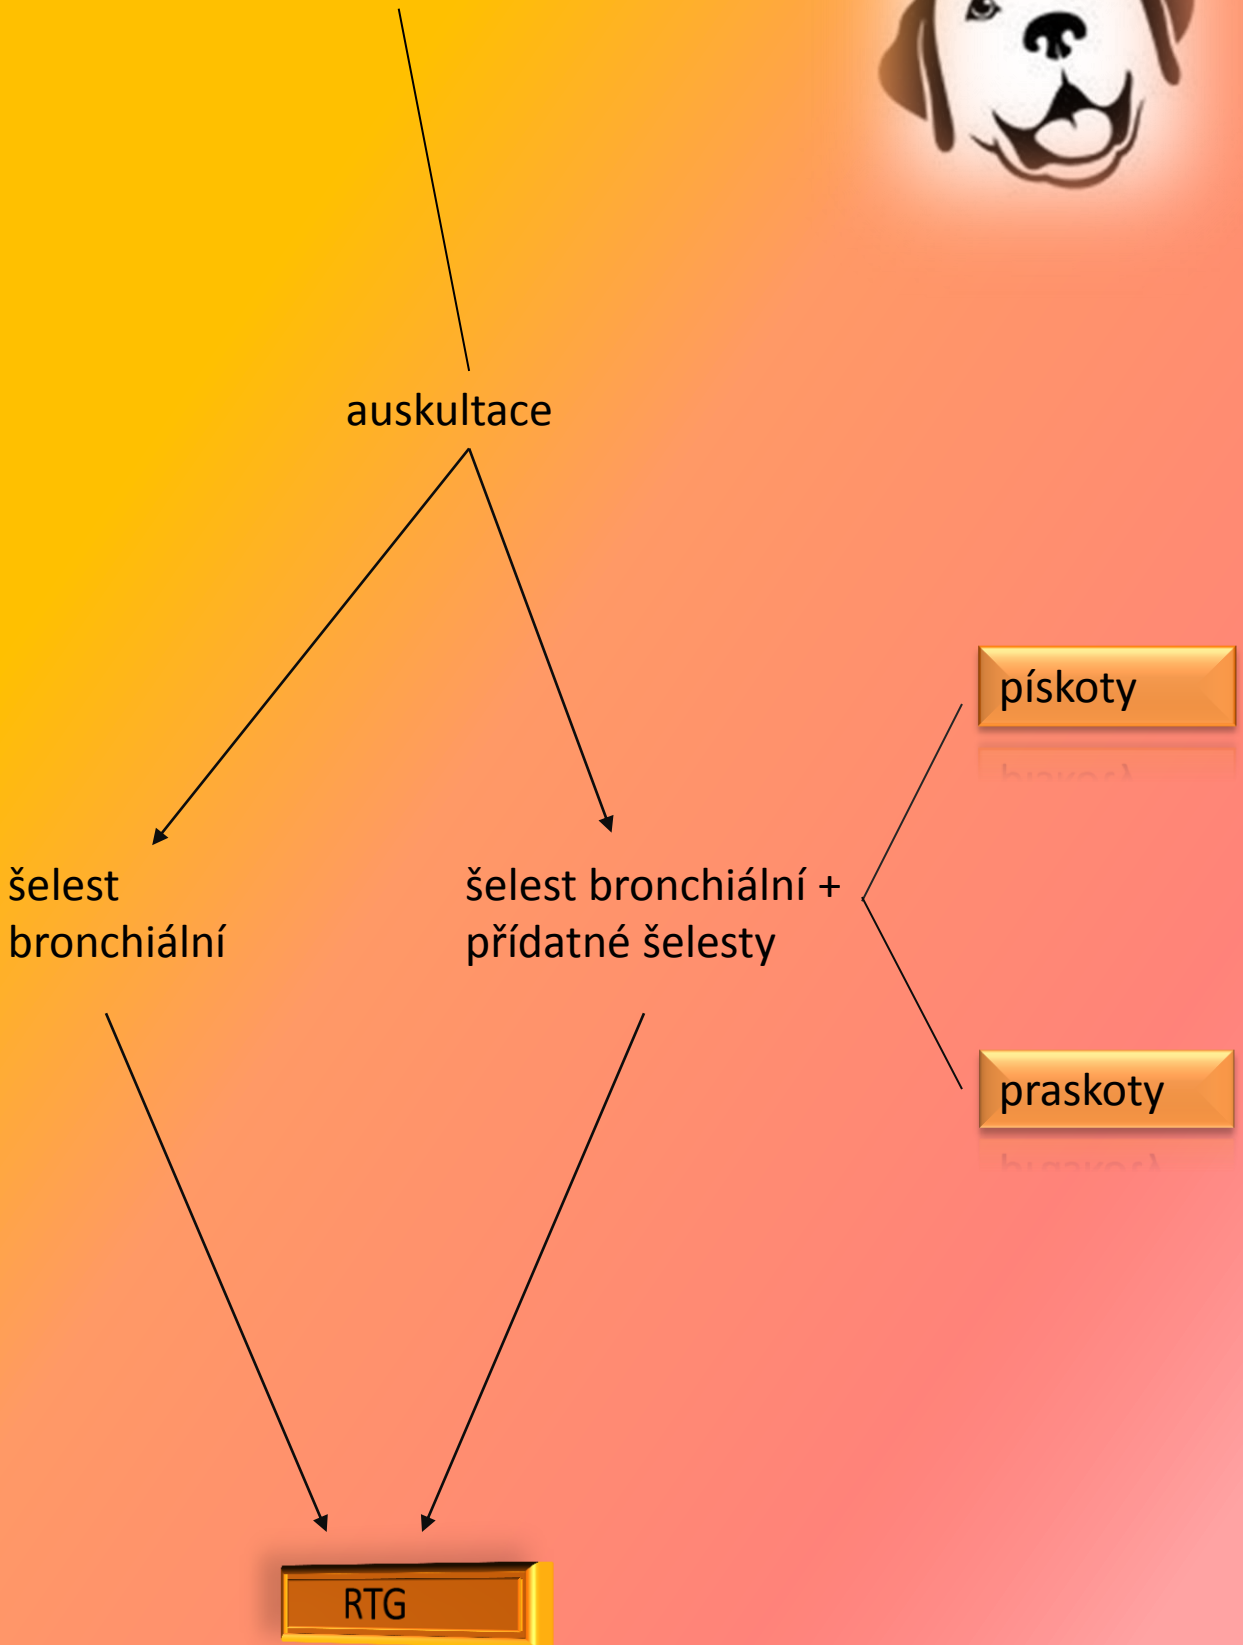 auskultace
pískoty
šelest
bronchiální
šelest bronchiální +
přídatné šelesty
praskoty
RTG